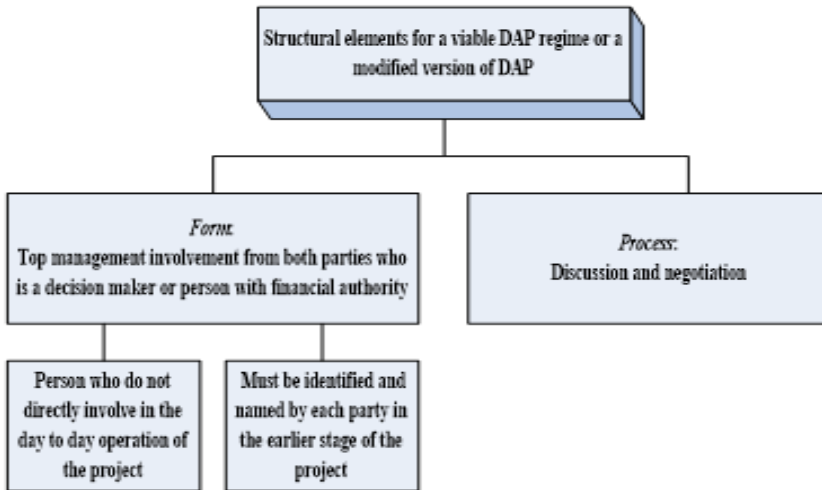 Structural elements for a viable DAP regime or a
modified version of DAP
Form:
Top management involvement from both parties who
is a decision maker or person with financial authority
Process:
Discussion and negotiation
Person who do not
directly involve in the
day to day operation of
the project
Must be identified and
named by each party in
the earlier stage of the
project